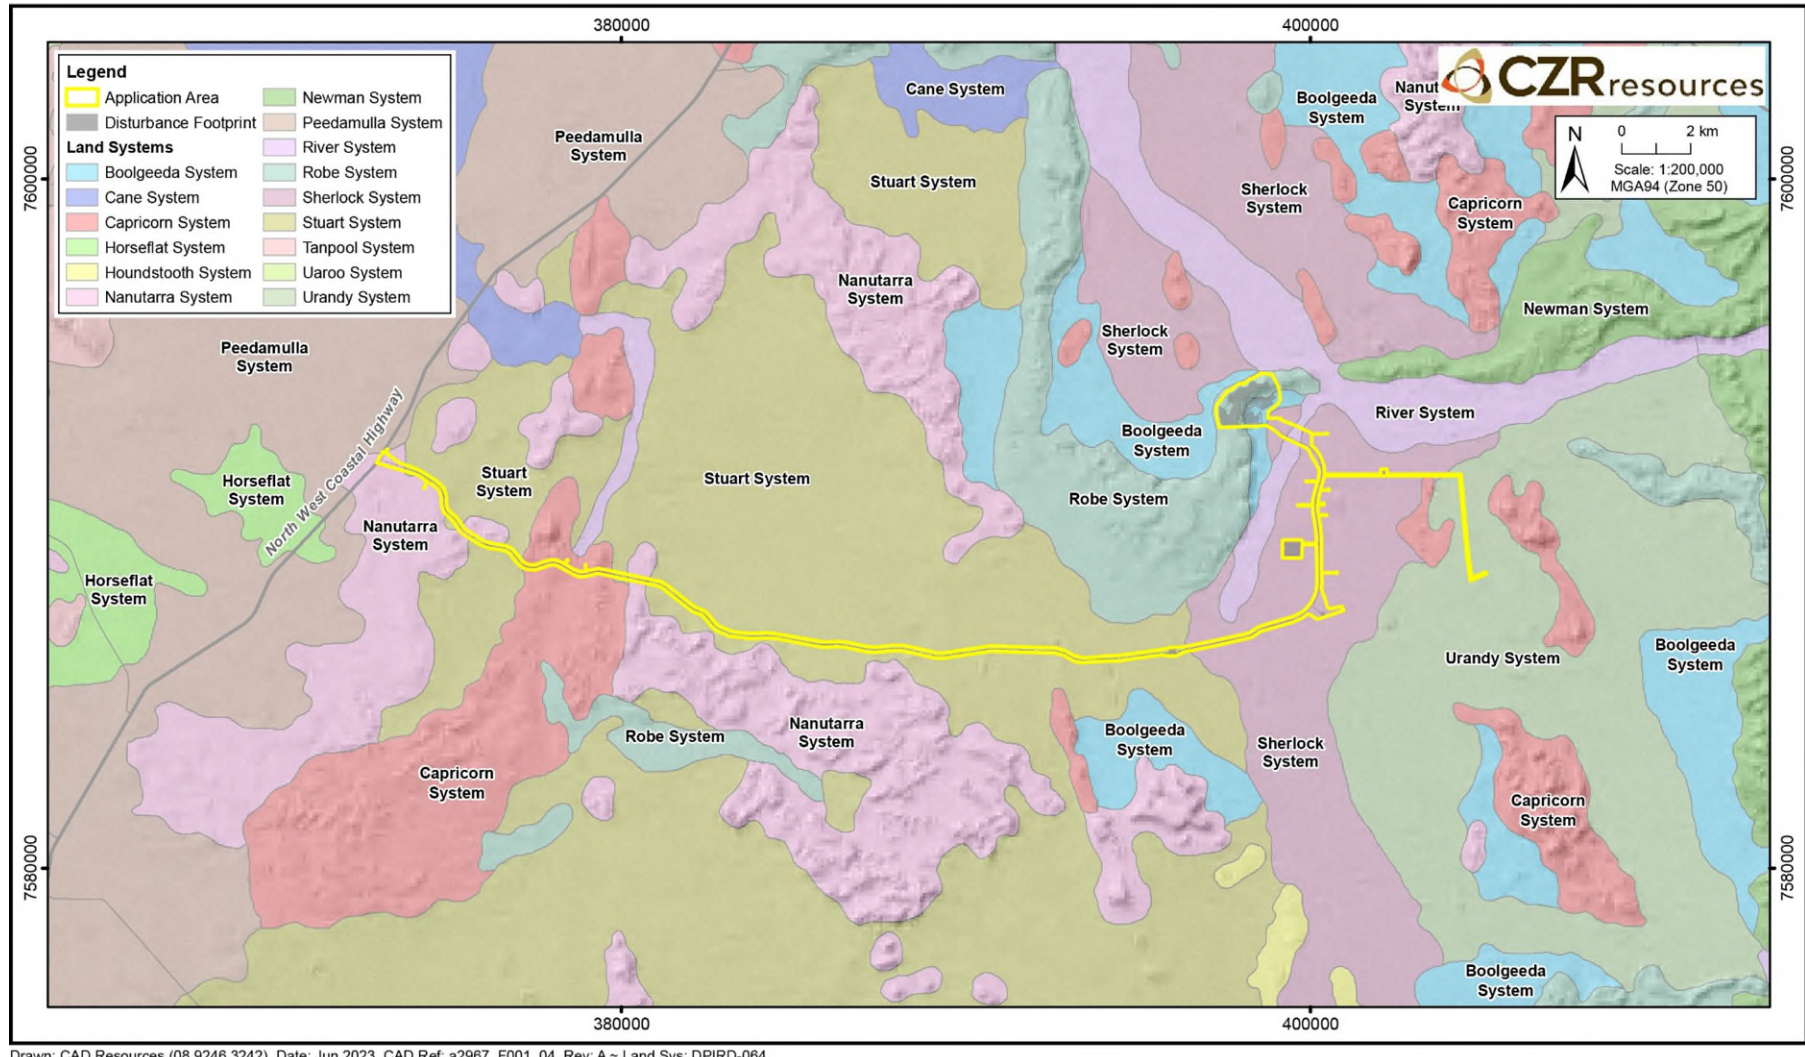 380000
400000
Legend
Application Area
Disturbance Footprint
Land Systems
Boolgeeda System
Cane System
Capricorn System
Horseflat System
Houndstooth System
Nanutarra System
Newman System
Peedamulla System
River System
Robe System
Sherlock System
Stuart System
Tanpool System
Uaroo System
Urandy System
CZR resources
N
0 2 km
Scale: 1:200,000
MGA94 (Zone 50)
7600000
7600000
Cane System
Boolgeeda
System
Nanut
System
Peedamulla
System
Stuart System
Sherlock
System
Capricorn
System
Nanutarra
System
Newman System
Sherlock
System
Peedamulla
System
North West Coastal Highway
River System
Boolgeeda
System
Horseflat
System
Stuart
System
Stuart System
Robe System
Nanutarra
System
Horseflat
System
Urandy System
Boolgeeda
System
Robe System
Nanutarra
System
Boolgeeda
System
Sherlock
System
Capricorn
System
Capricorn
System
7580000
7580000
Boolgeeda
System
380000
400000
Drawn: CAD Resources (08 9246 3242) Date: Jun 2023 CAD Ref: a2967_F001_04 Rev: A ~ Land Sys: DPIRD-064